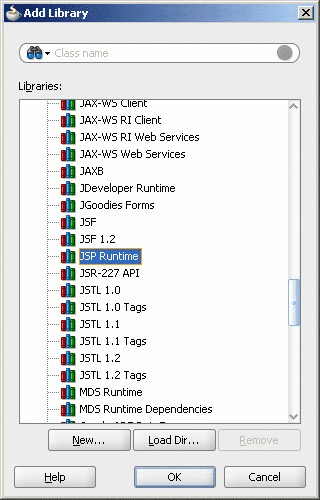 Add Library
Class name
Libraries:
JAX-WS Client
JAX-WS RI Client
JAX-WS RI Web Services
JAX-WS Web Services
JAXB
JDeveloper Runtime
JGoodies Forms
JSF
JSF 1.2
JSP Runtime
JSR-227 API
JSTL 1.0
JSTL 1.0 Tags
JSTL 1.1
JSTL 1.1 Tags
JSTL 1.2
JSTL 1.2 Tags
MDS Runtime
MDS Runtime Dependencies
New...
Load Dir...
Remove
Help
OK
Cancel